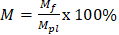 M = M_f / M_pl x 100%